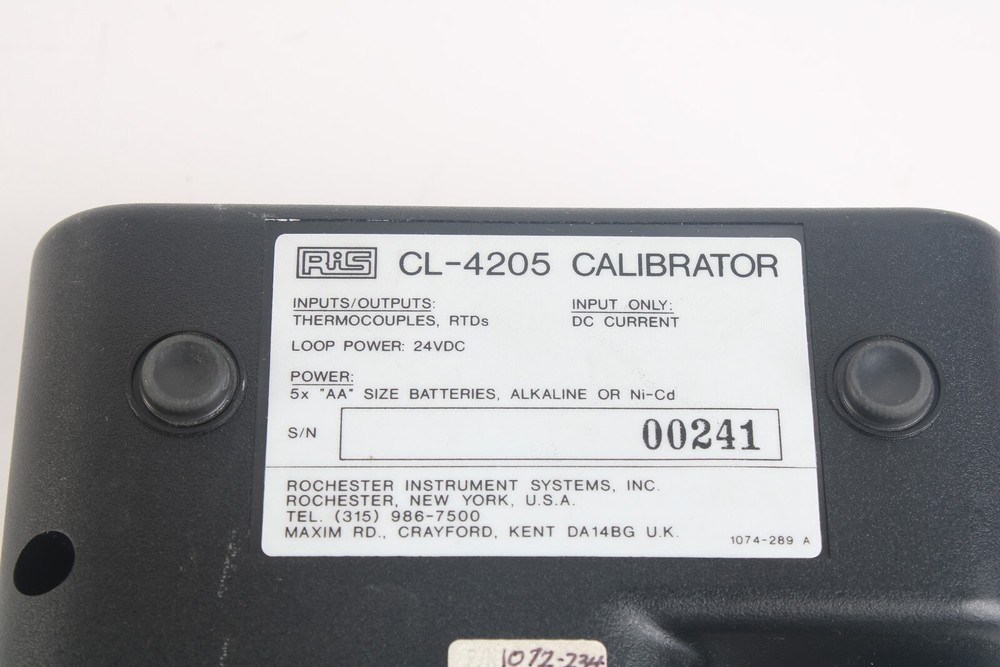 RiS CL-4205 CALIBRATOR
INPUTS/OUTPUTS: INPUT ONLY:
THERMOCOUPLES, RTDs DC CURRENT
LOOP POWER: 24VDC
POWER:
5x "AA" SIZE BATTERIES, ALKALINE OR Ni-Cd
S/N 00241
ROCHESTER INSTRUMENT SYSTEMS, INC.
ROCHESTER, NEW YORK, U.S.A.
TEL. (315) 986-7500
MAXIM RD., CRAYFORD, KENT DA14BG U.K.
1074-289 A
1072-234